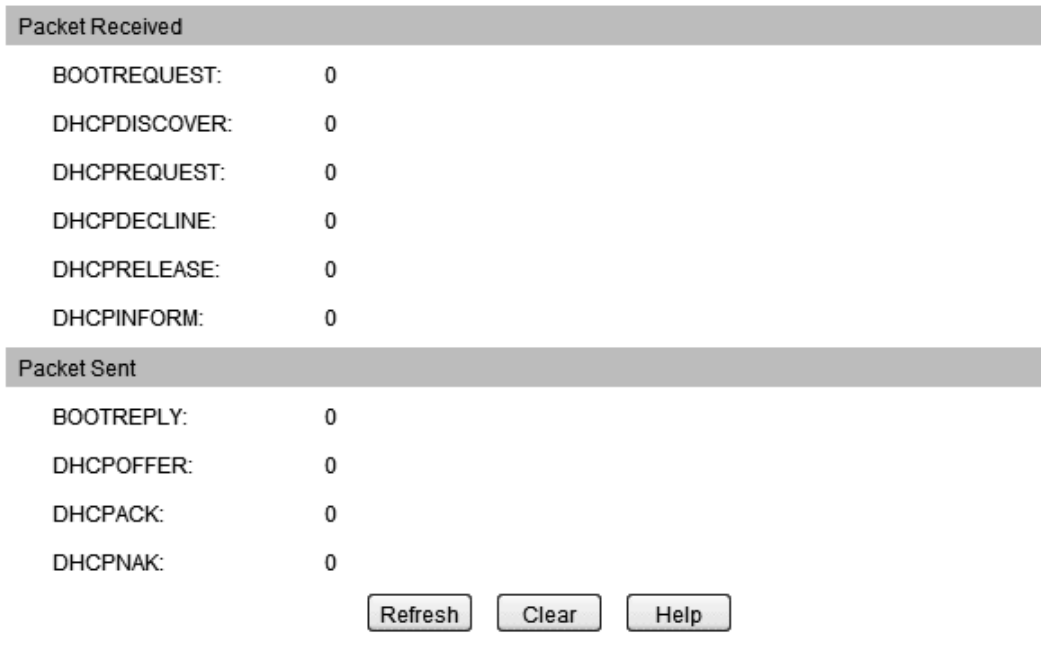 Packet Received
BOOTREQUEST: 0
DHCPDISCOVER: 0
DHCPREQUEST: 0
DHCPDECLINE: 0
DHCPRELEASE: 0
DHCPINFORM: 0
Packet Sent
BOOTREPLY: 0
DHCPOFFER: 0
DHCPACK: 0
DHCPNAK: 0
Refresh Clear Help